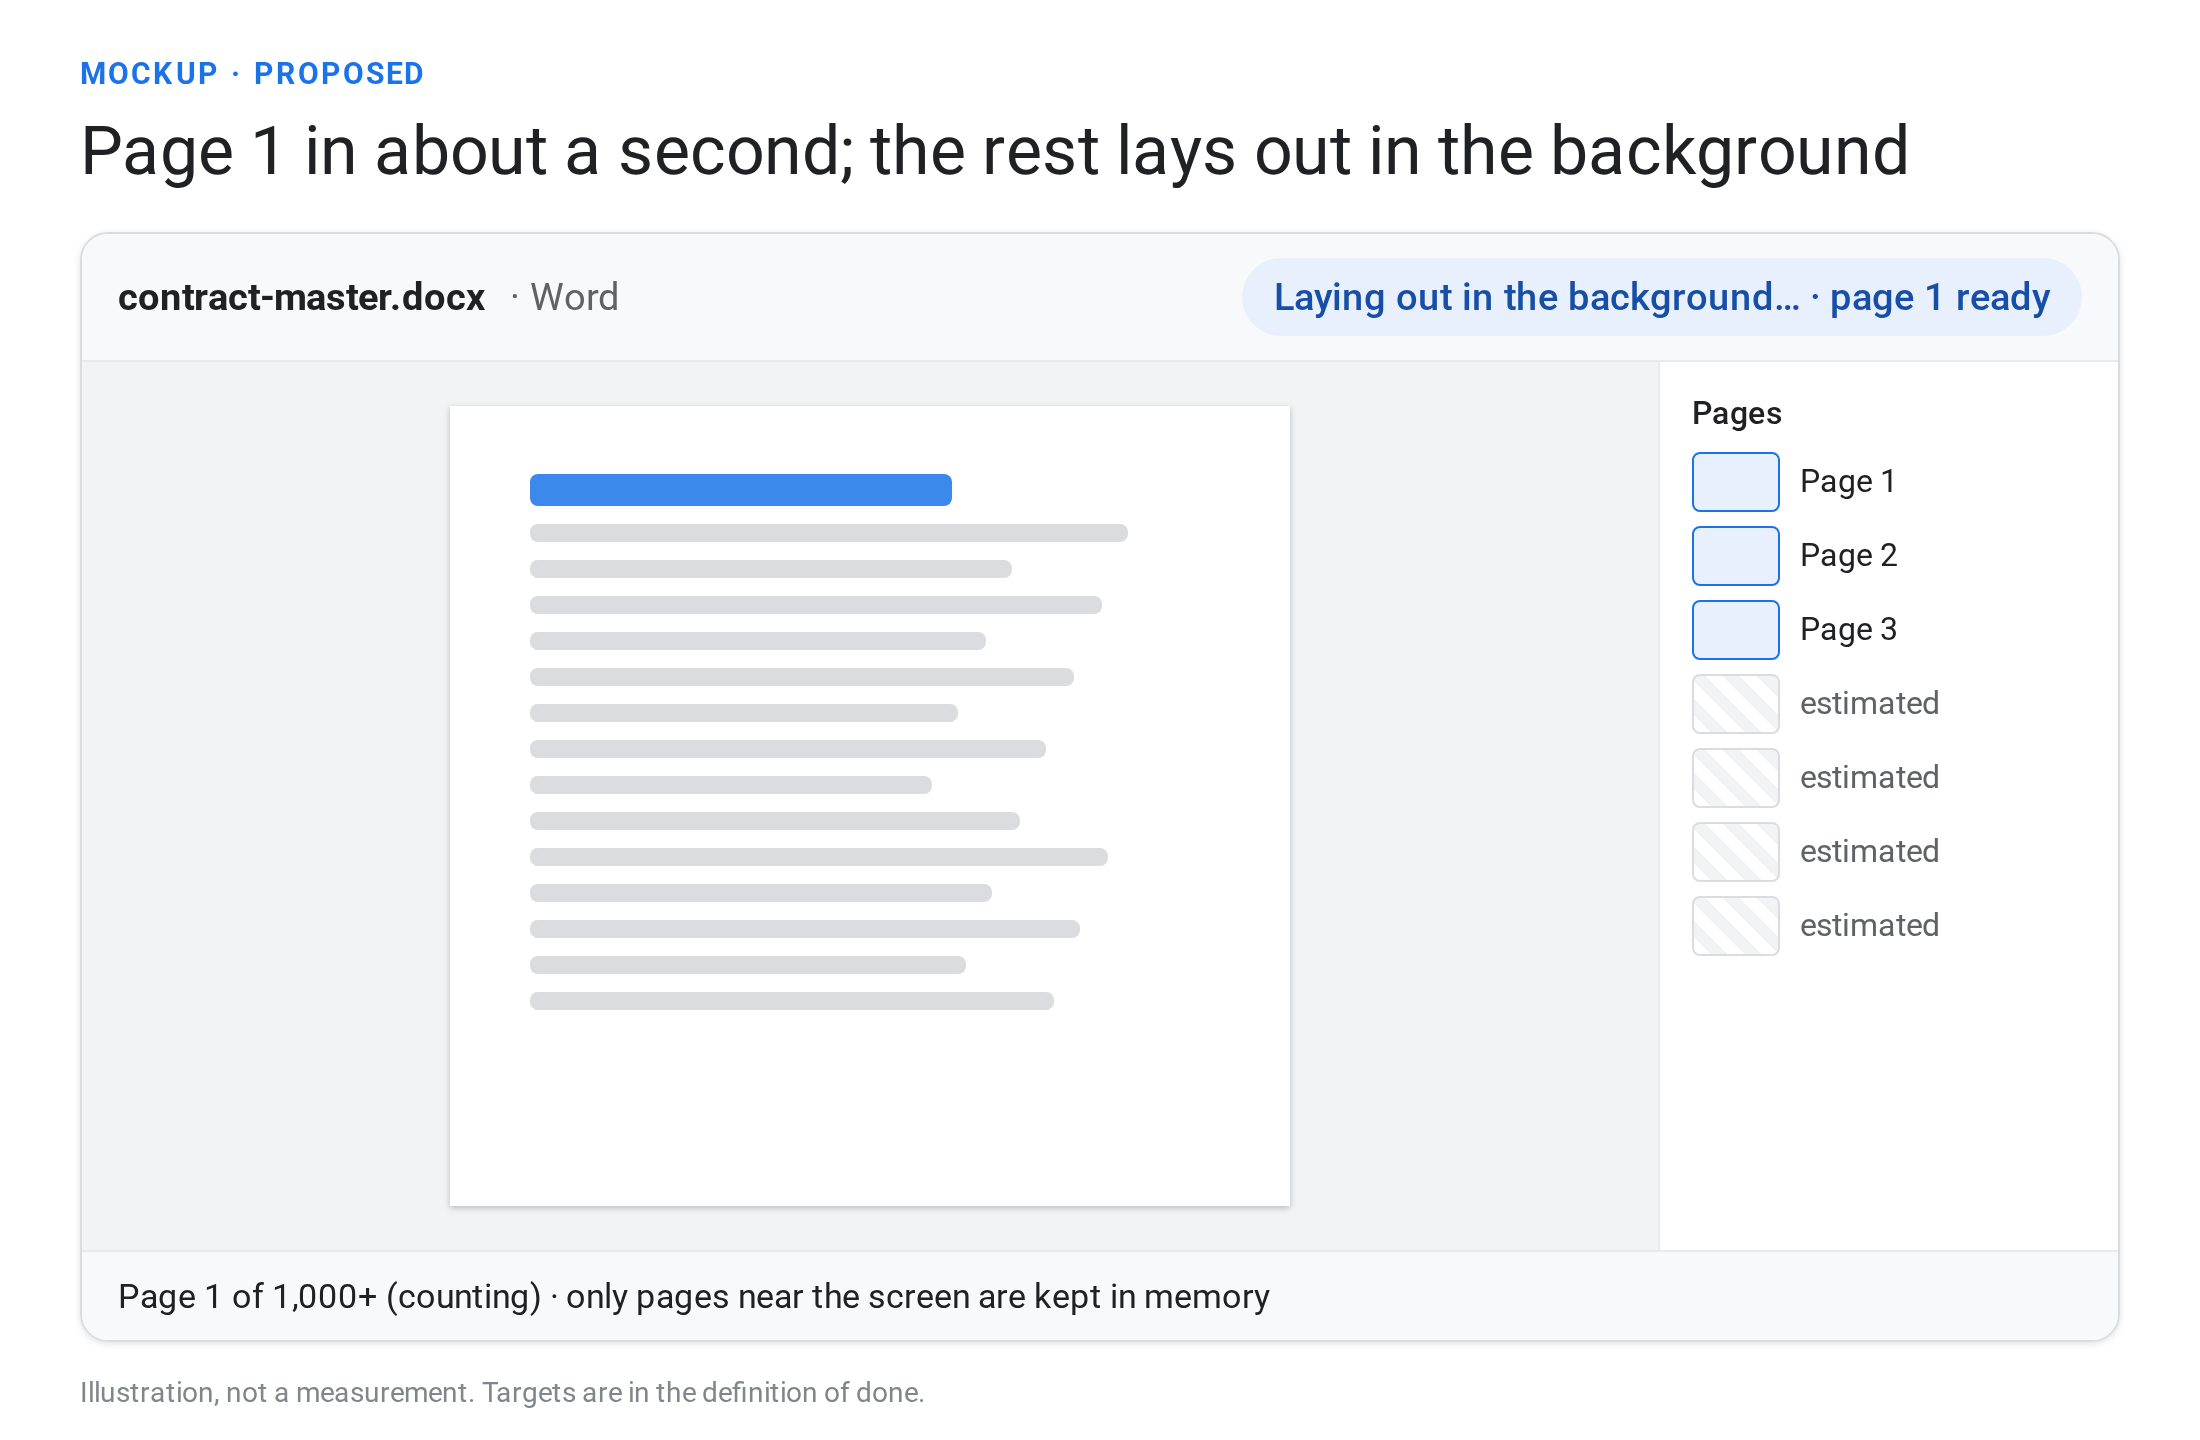 MOCKUP · PROPOSED
Page 1 in about a second; the rest lays out in the background
contract-master.docx · Word
Laying out in the background… · page 1 ready
Pages
Page 1
Page 2
Page 3
estimated
estimated
estimated
estimated
Page 1 of 1,000+ (counting) · only pages near the screen are kept in memory
Illustration, not a measurement. Targets are in the definition of done.